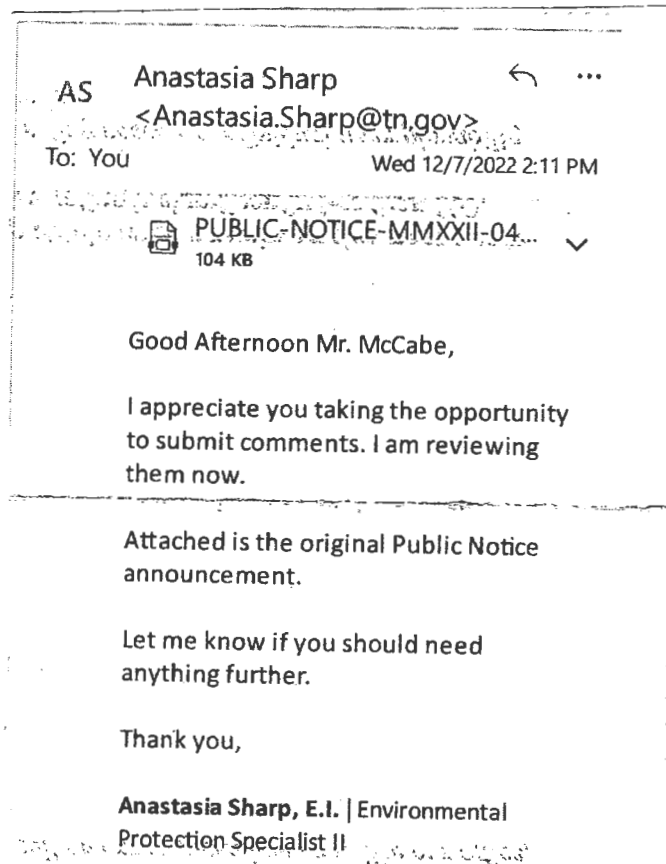 AS
Anastasia Sharp
<Anastasia.Sharp@tn.gov>
To: You
Wed 12/7/2022 2:11 PM
PUBLIC-NOTICE-MMXXII-04...
104 KB
Good Afternoon Mr. McCabe,
I appreciate you taking the opportunity
to submit comments. I am reviewing
them now.
Attached is the original Public Notice
announcement.
Let me know if you should need
anything further.
Thank you,
Anastasia Sharp, E.I. | Environmental
Protection Specialist II